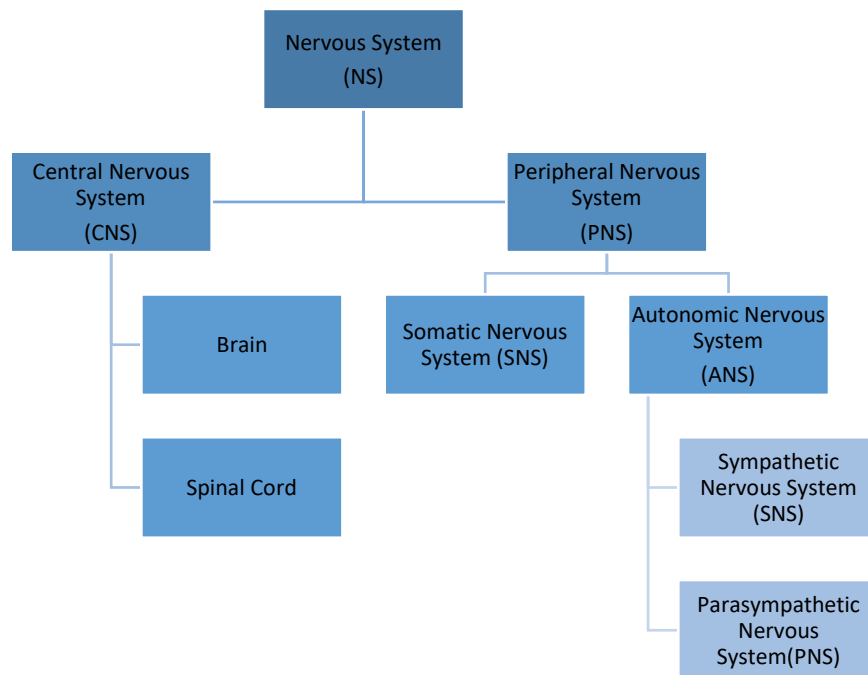 Nervous System
(NS)
Central Nervous
System
(CNS)
Peripheral Nervous
System
(PNS)
Brain
Spinal Cord
Somatic Nervous
System (SNS)
Autonomic Nervous
System
(ANS)
Sympathetic
Nervous System
(SNS)
Parasympathetic
Nervous
System(PNS)